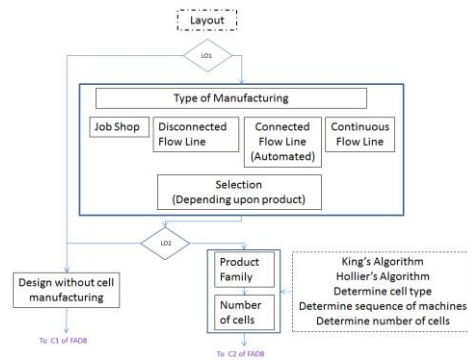 Layout
LO1
Type of Manufacturing
Job Shop
Disconnected
Flow Line
Connected
Flow Line
(Automated)
Continuous
Flow Line
Selection
(Depending upon product)
LO2
Design without cell
manufacturing
Product
Family
Number
of cells
King's Algorithm
Hollier's Algorithm
Determine cell type
Determine sequence of machines
Determine number of cells
To C1 of FAD8
To C2 of FAD8